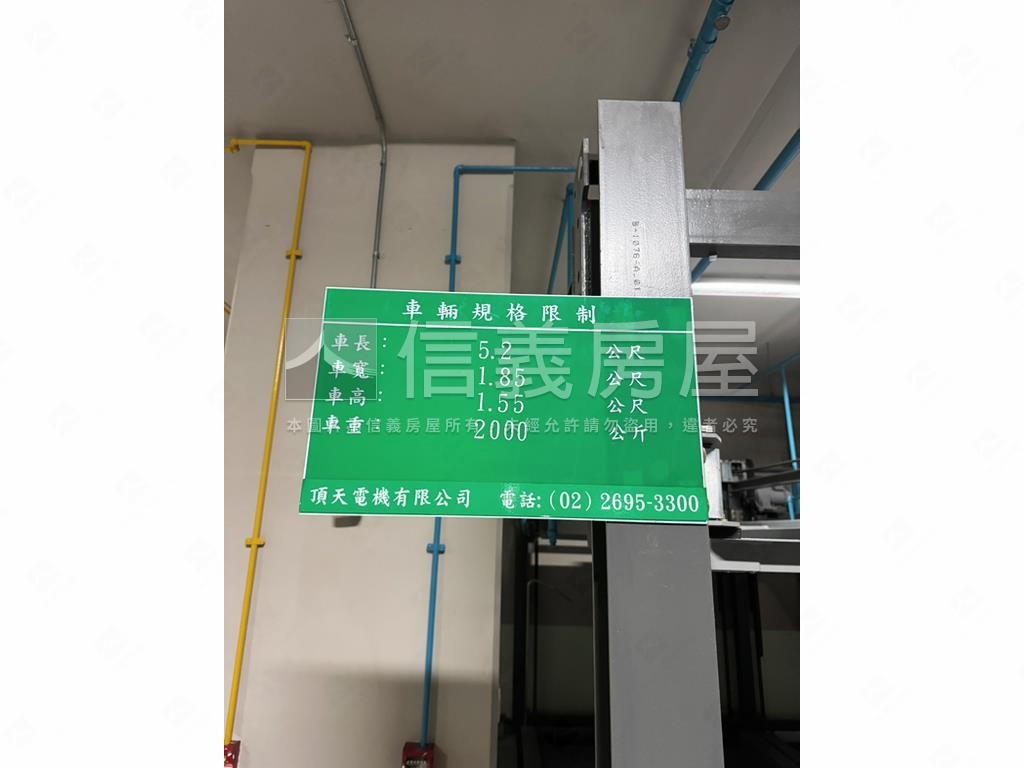 B-1076-A.01
車輛規格限制
車長： 5.2 公尺
車寬： 1.85 公尺
車高： 1.55 公尺
車重： 2000 公斤
頂天電機有限公司 電話:(02)2695-3300
信義房屋
本圖為信義房屋所有，未經允許請勿盜用，違者必究